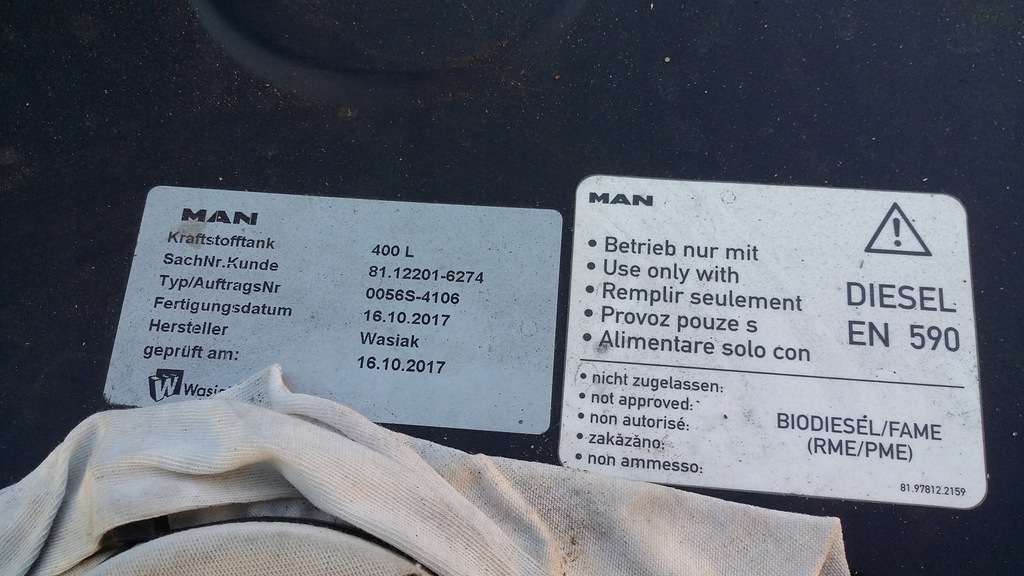 MAN
Kraftstofftank 400 L
SachNr.Kunde 81.12201-6274
Typ/AuftragsNr 0056S-4106
Fertigungsdatum 16.10.2017
Hersteller Wasiak
geprüft am: 16.10.2017
W
MAN
• Betrieb nur mit
• Use only with
• Remplir seulement
• Provoz pouze s
• Alimentare solo con
DIESEL
EN 590
• nicht zugelassen:
• not approved:
• non autorisé:
• zakázáno:
• non ammesso:
BIODIESÉL/FAME
(RME/PME)
81.97812.2159